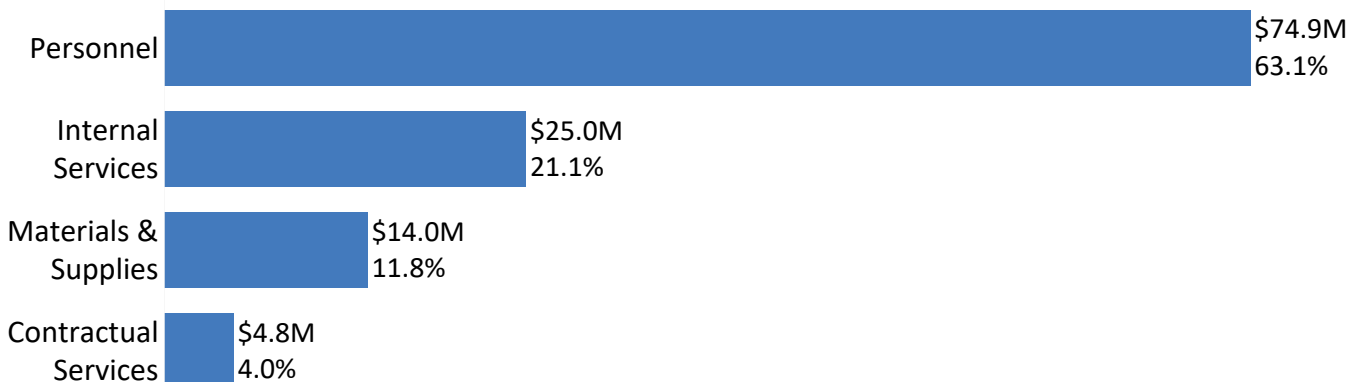 Personnel
$74.9M
63.1%
Internal
Services
$25.0M
21.1%
Materials &
Supplies
$14.0M
11.8%
Contractual
Services
$4.8M
4.0%